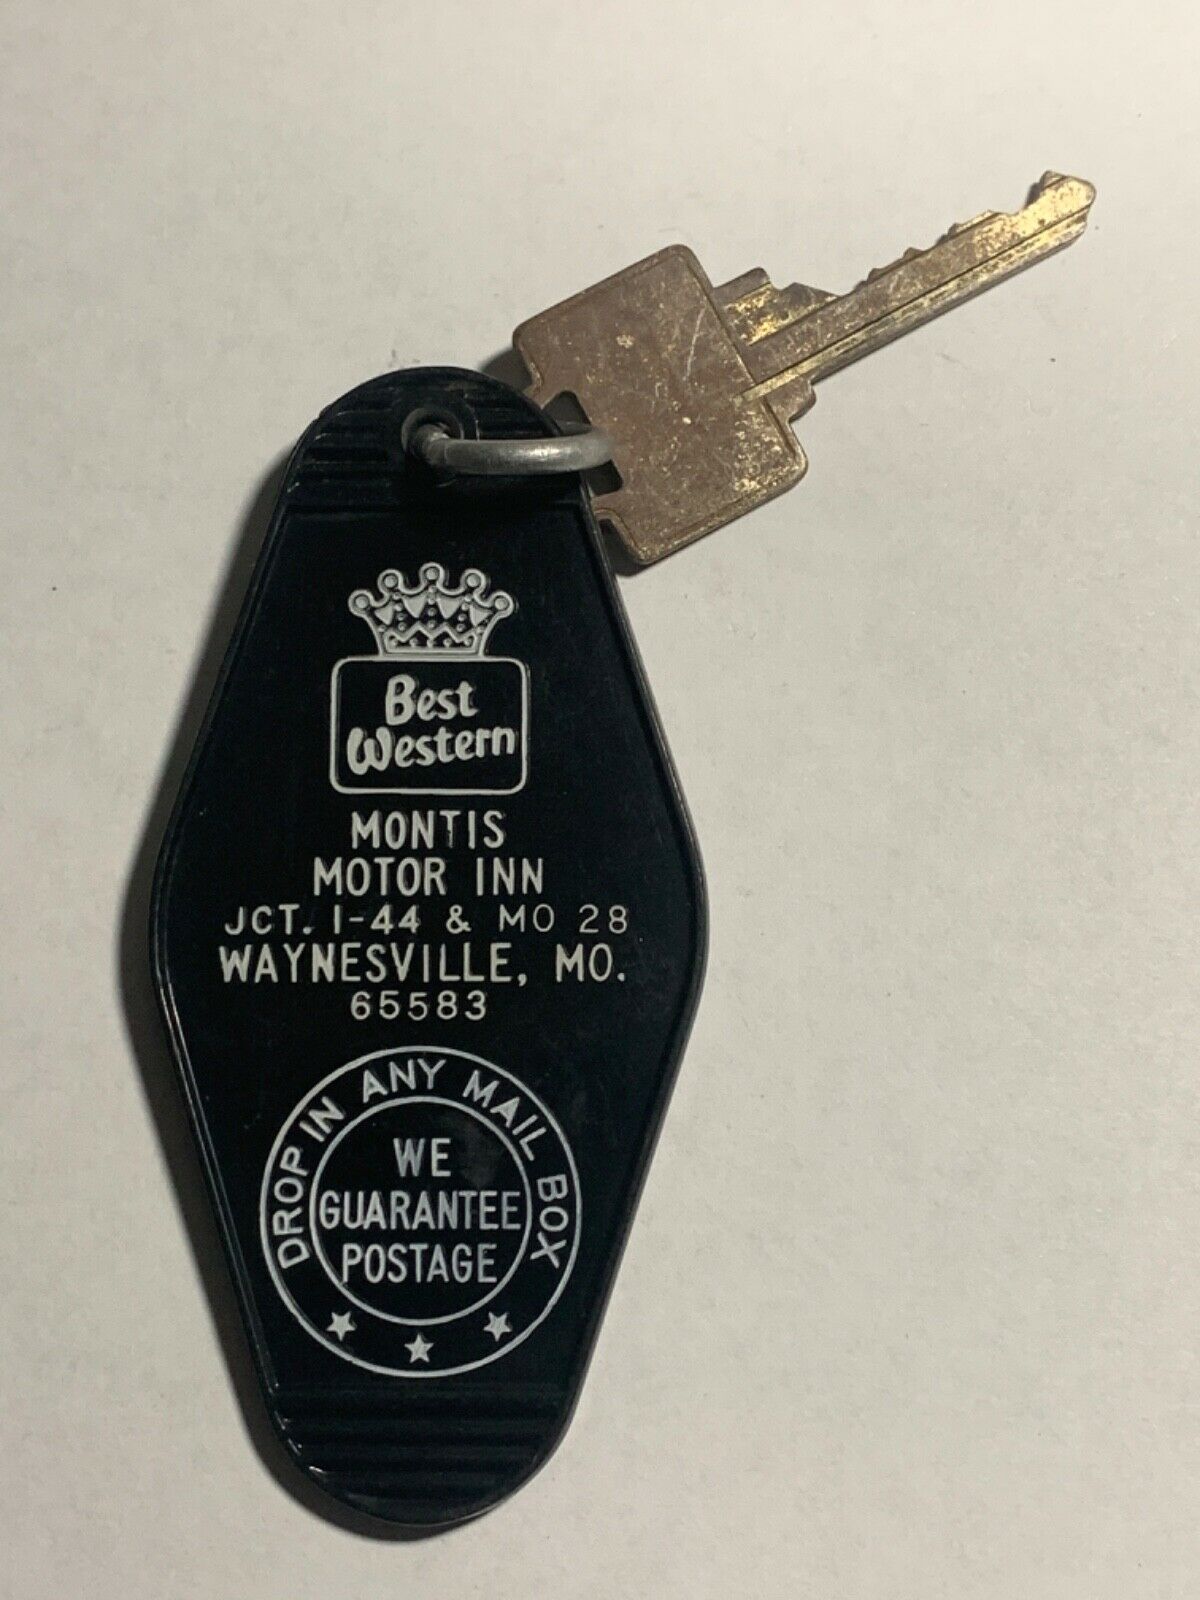 Best
Western
MONTIS
MOTOR INN
JCT. I-44 & MO 28
WAYNESVILLE, MO.
65583
DROP IN ANY MAIL BOX
WE
GUARANTEE
POSTAGE